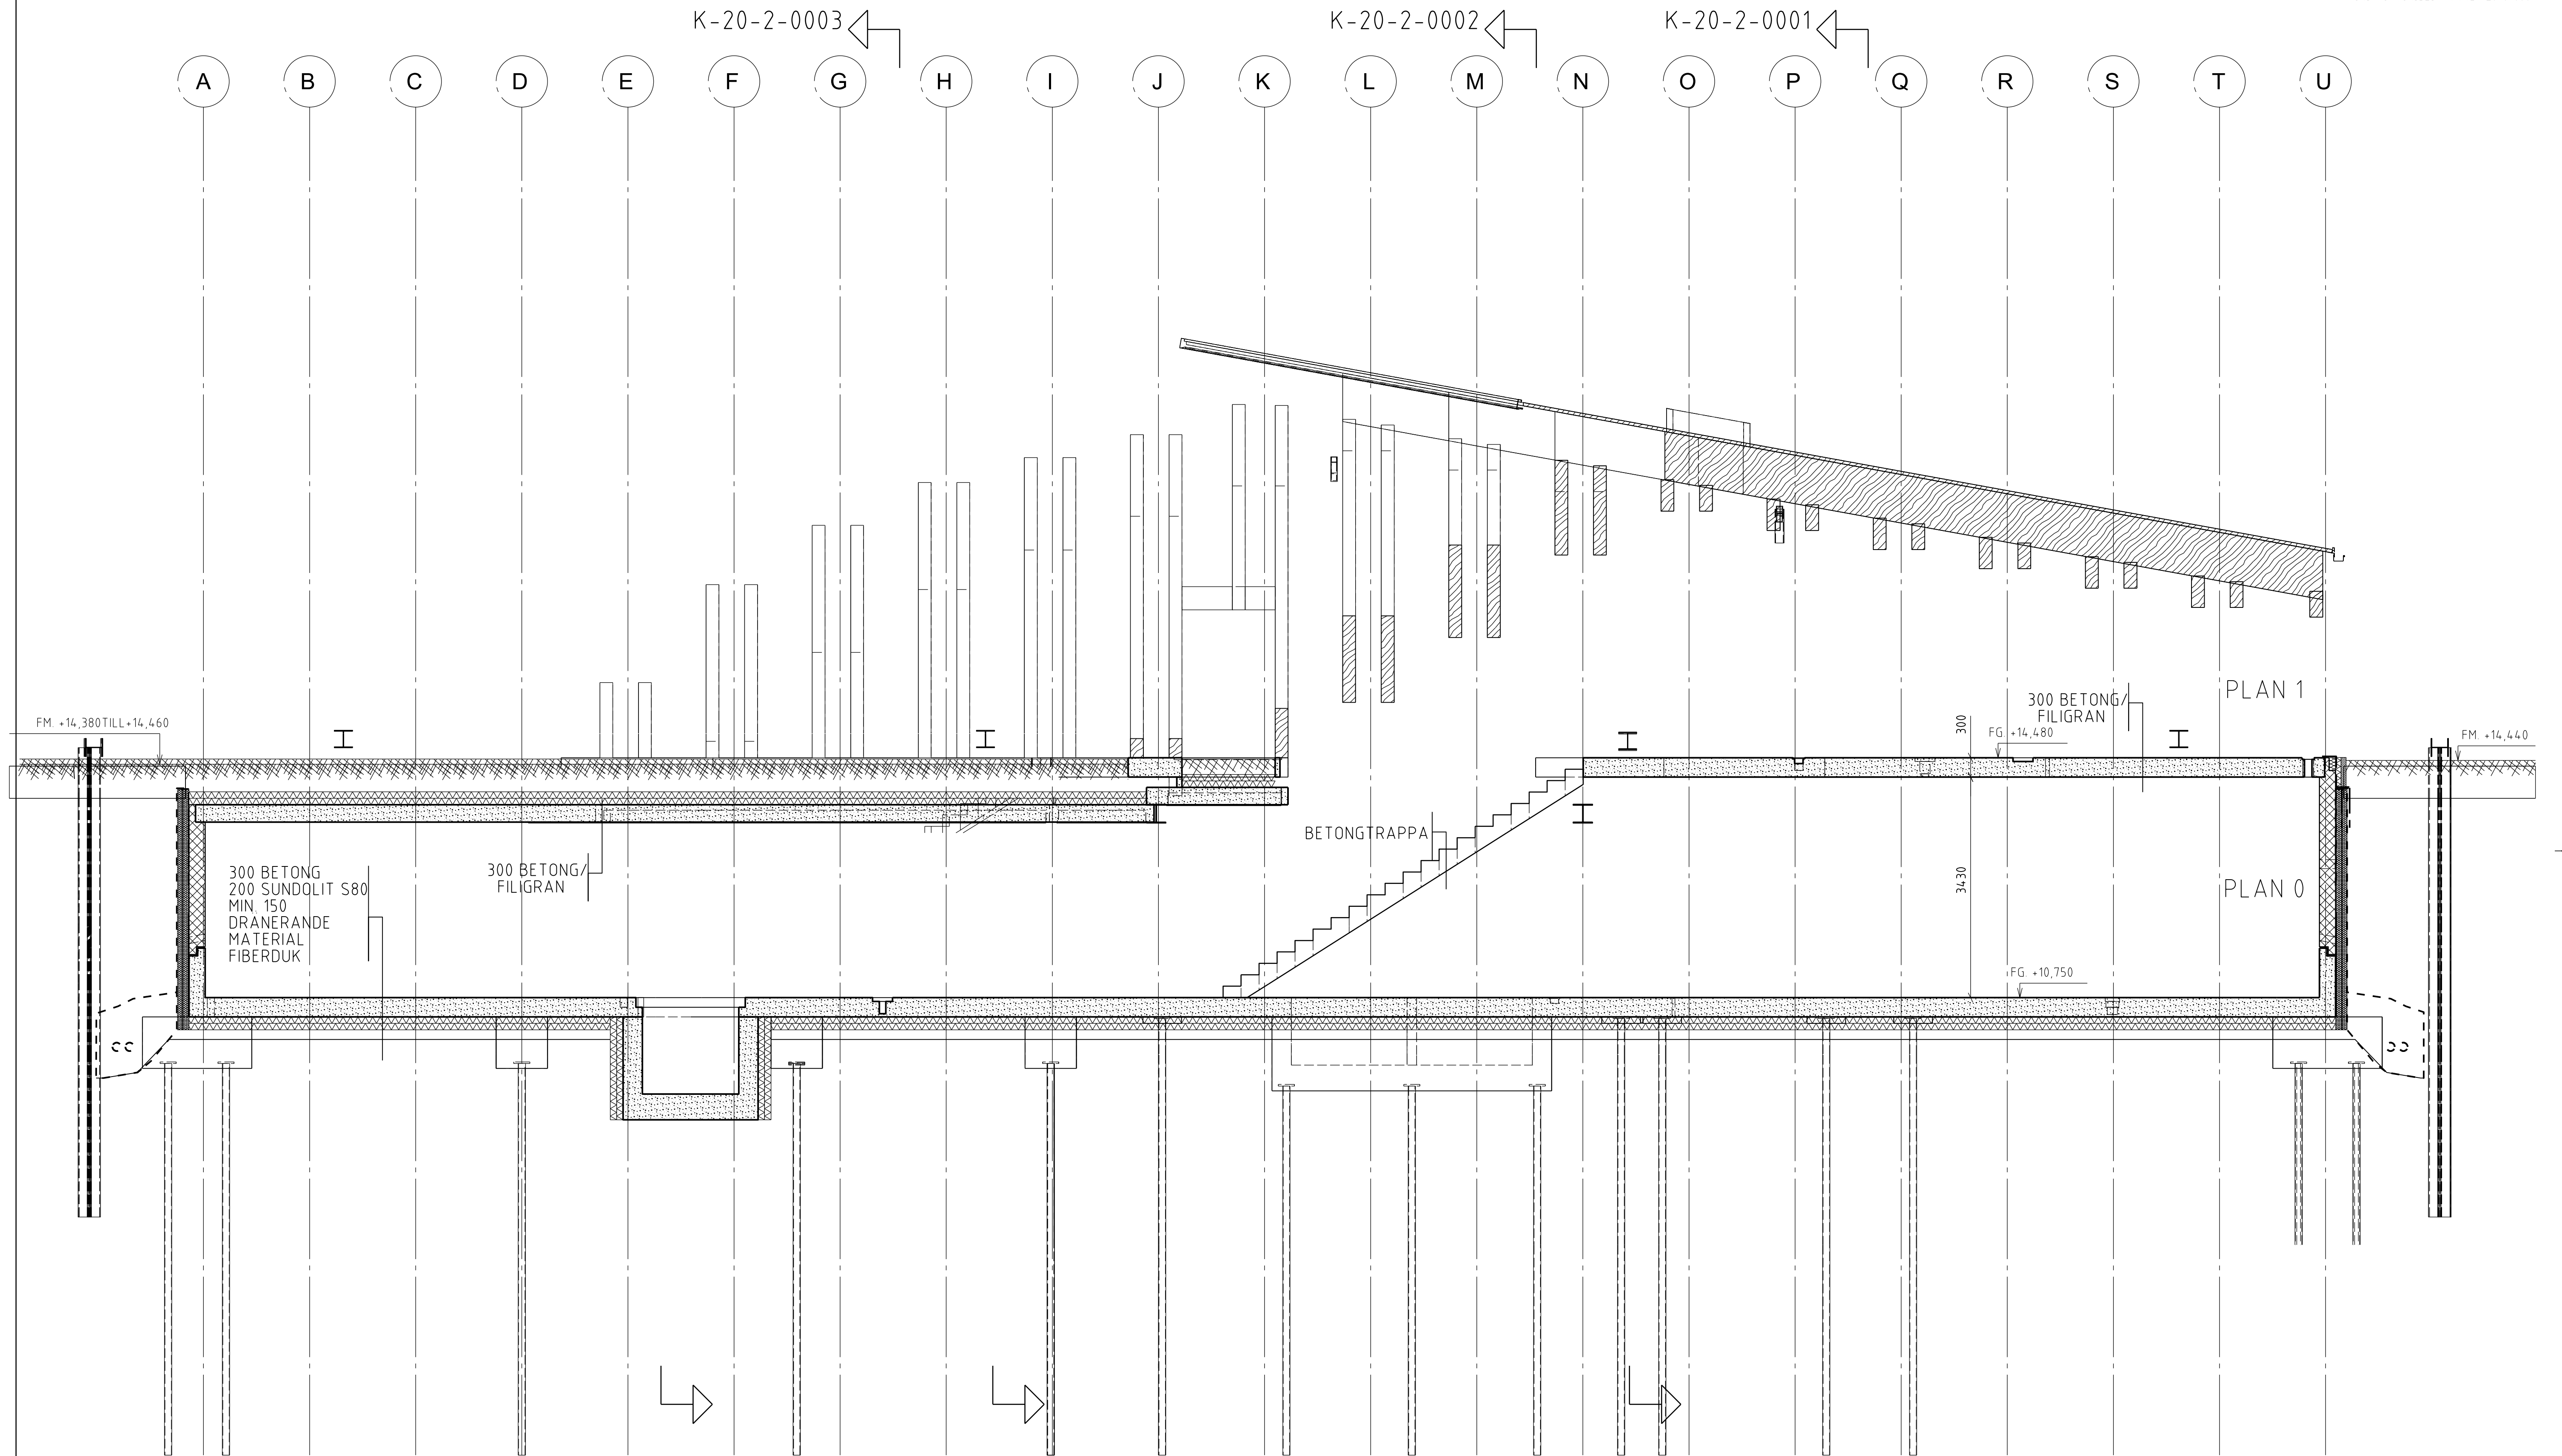 K-20-2-0003
K-20-2-0002
K-20-2-0001
A B C D E F G H I J K L M N O P Q R S T U
PLAN 1
300 BETONG/
FILIGRAN
FM. +14,380TILL+14,460
300
FG. +14,480
FM. +14,440
BETONGTRAPPA
300 BETONG
200 SUNDOLIT S80
MIN. 150
DRANERANDE
MATERIAL
FIBERDUK
300 BETONG/
FILIGRAN
3430
PLAN 0
FG. +10,750